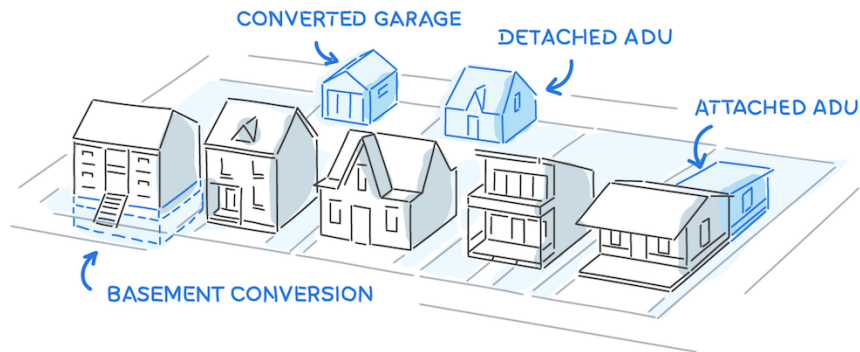 CONVERTED GARAGE
DETACHED ADU
ATTACHED ADU
BASEMENT CONVERSION